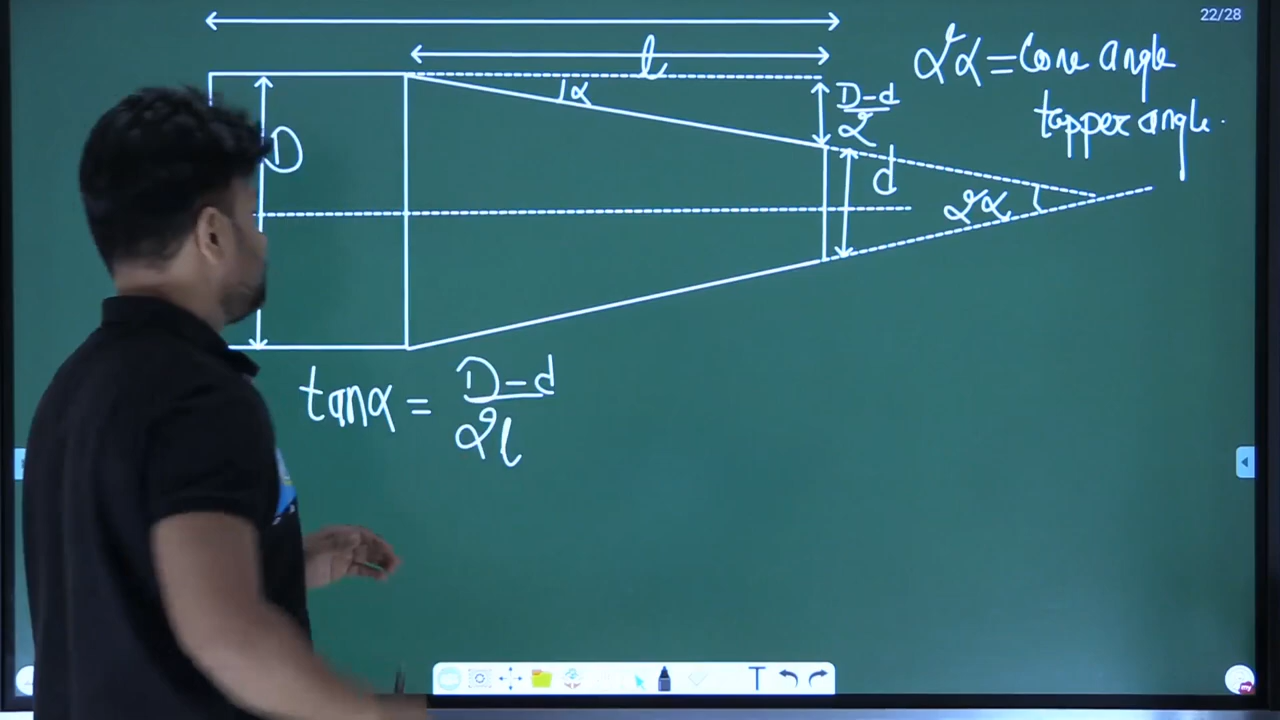 22/28
l
2α = Cone angle
tapper angle.
α
D-d
2
D
d
2α
tanα = D-d
2l
T